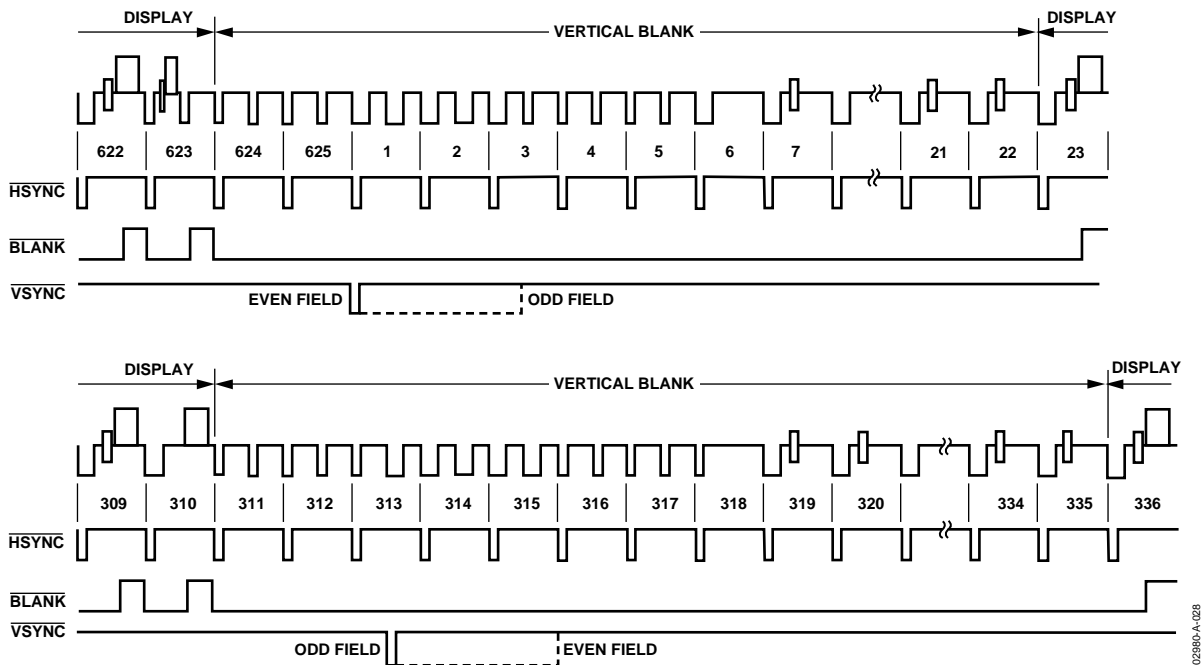 DISPLAY VERTICAL BLANK DISPLAY
622 623 624 625 1 2 3 4 5 6 7 21 22 23
HSYNC
BLANK
VSYNC
EVEN FIELD ODD FIELD
DISPLAY VERTICAL BLANK DISPLAY
309 310 311 312 313 314 315 316 317 318 319 320 334 335 336
HSYNC
BLANK
VSYNC
ODD FIELD EVEN FIELD
02980-A-028